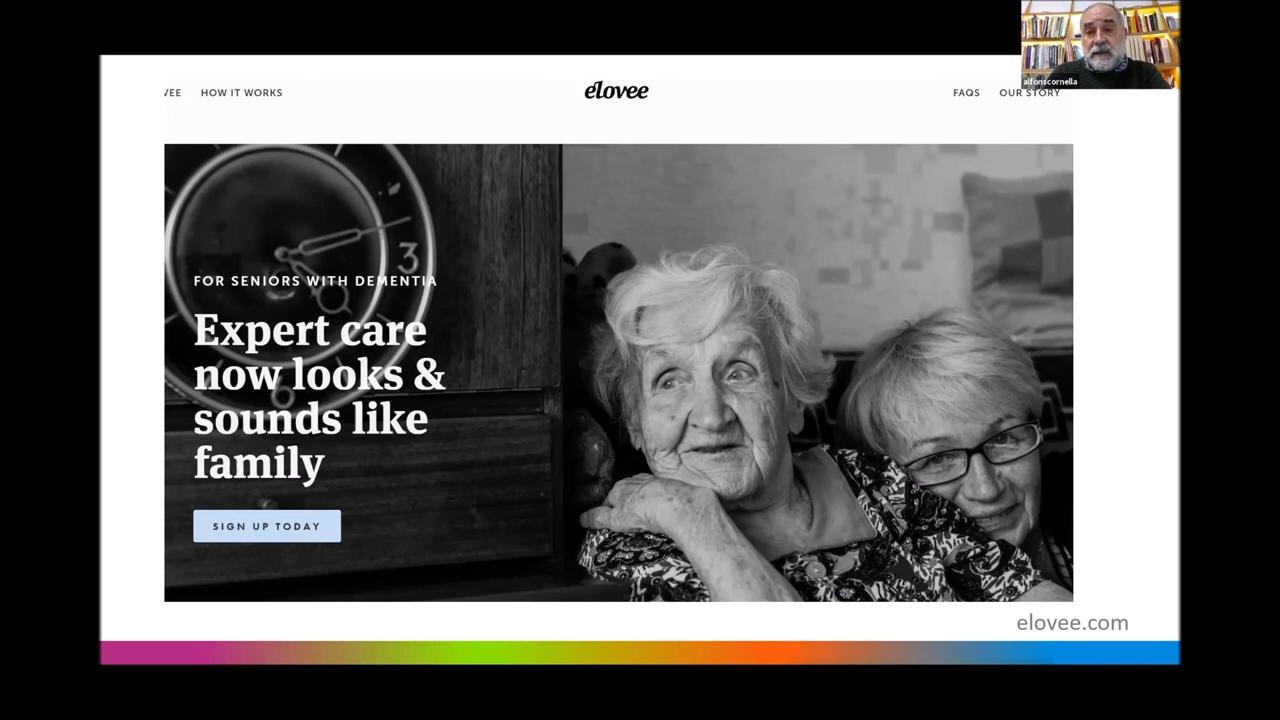 alfonscornella
VEE HOW IT WORKS
elovee
FAQS OUR STORY
3
FOR SENIORS WITH DEMENTIA
Expert care
now looks &
sounds like
family
SIGN UP TODAY
elovee.com